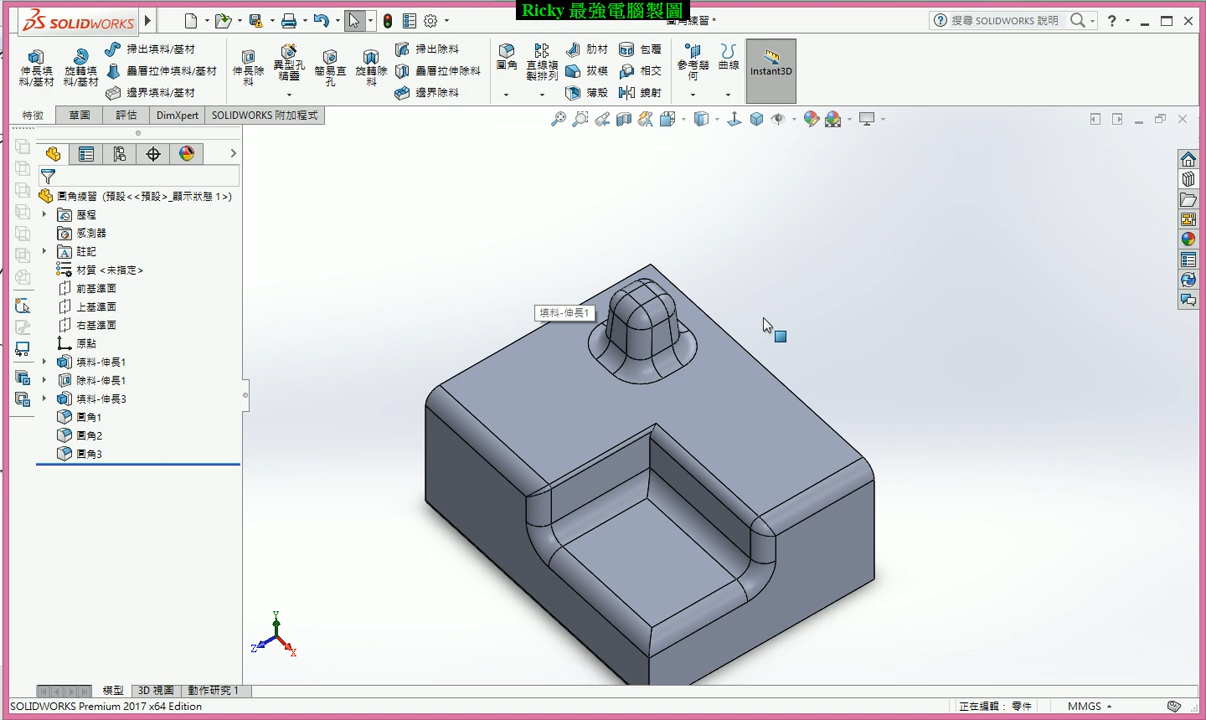 Ricky 最強電腦製圖
SOLIDWORKS
圓角練習 *
搜尋 SOLIDWORKS 說明
?
伸長填料/基材
旋轉填料/基材
掃出填料/基材
疊層拉伸填料/基材
邊界填料/基材
伸長除料
異型孔精靈
簡易直孔
旋轉除料
掃出除料
疊層拉伸除料
邊界除料
圓角
直線複製排列
肋材
拔模
薄殼
包覆
相交
鏡射
參考幾何
曲線
Instant3D
特徵
草圖
評估
DimXpert
SOLIDWORKS 附加程式
圓角練習 (預設<<預設>_顯示狀態 1>)
歷程
感測器
註記
材質 <未指定>
前基準面
上基準面
右基準面
原點
填料-伸長1
除料-伸長1
填料-伸長3
圓角1
圓角2
圓角3
填料-伸長1
Y
Z
X
模型
3D 視圖
動作研究 1
SOLIDWORKS Premium 2017 x64 Edition
正在編輯： 零件
MMGS